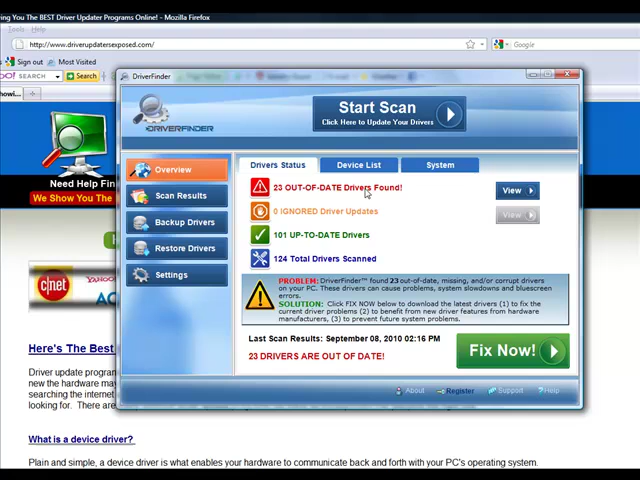 ing You The BEST Driver Updater Programs Online! - Mozilla Firefox
Tools Help
http://www.driverupdatersexposed.com/
Google
Sign out Most Visited
SEARCH Search
DriverFinder
Start Scan
Click Here to Update Your Drivers
DRIVERFINDER
Overview
Scan Results
Backup Drivers
Restore Drivers
Settings
Drivers Status Device List System
23 OUT-OF-DATE Drivers Found!
View
0 IGNORED Driver Updates
View
101 UP-TO-DATE Drivers
124 Total Drivers Scanned
PROBLEM: DriverFinder™ found 23 out-of-date, missing, and/or corrupt drivers
on your PC. These drivers can cause problems, system slowdowns and bluescreen
errors.
SOLUTION: Click FIX NOW below to download the latest drivers (1) to fix the
current driver problems (2) to benefit from new driver features from hardware
manufacturers, (3) to prevent future system problems.
Last Scan Results: September 08, 2010 02:16 PM
23 DRIVERS ARE OUT OF DATE!
Fix Now!
About Register Support Help
Need Help Fin
We Show You The
c|net
YAHOO
AC
Here's The Best
Driver update progra
new the hardware may
searching the internet
looking for. There are
What is a device driver?
Plain and simple, a device driver is what enables your hardware to communicate back and forth with your PC's operating system.